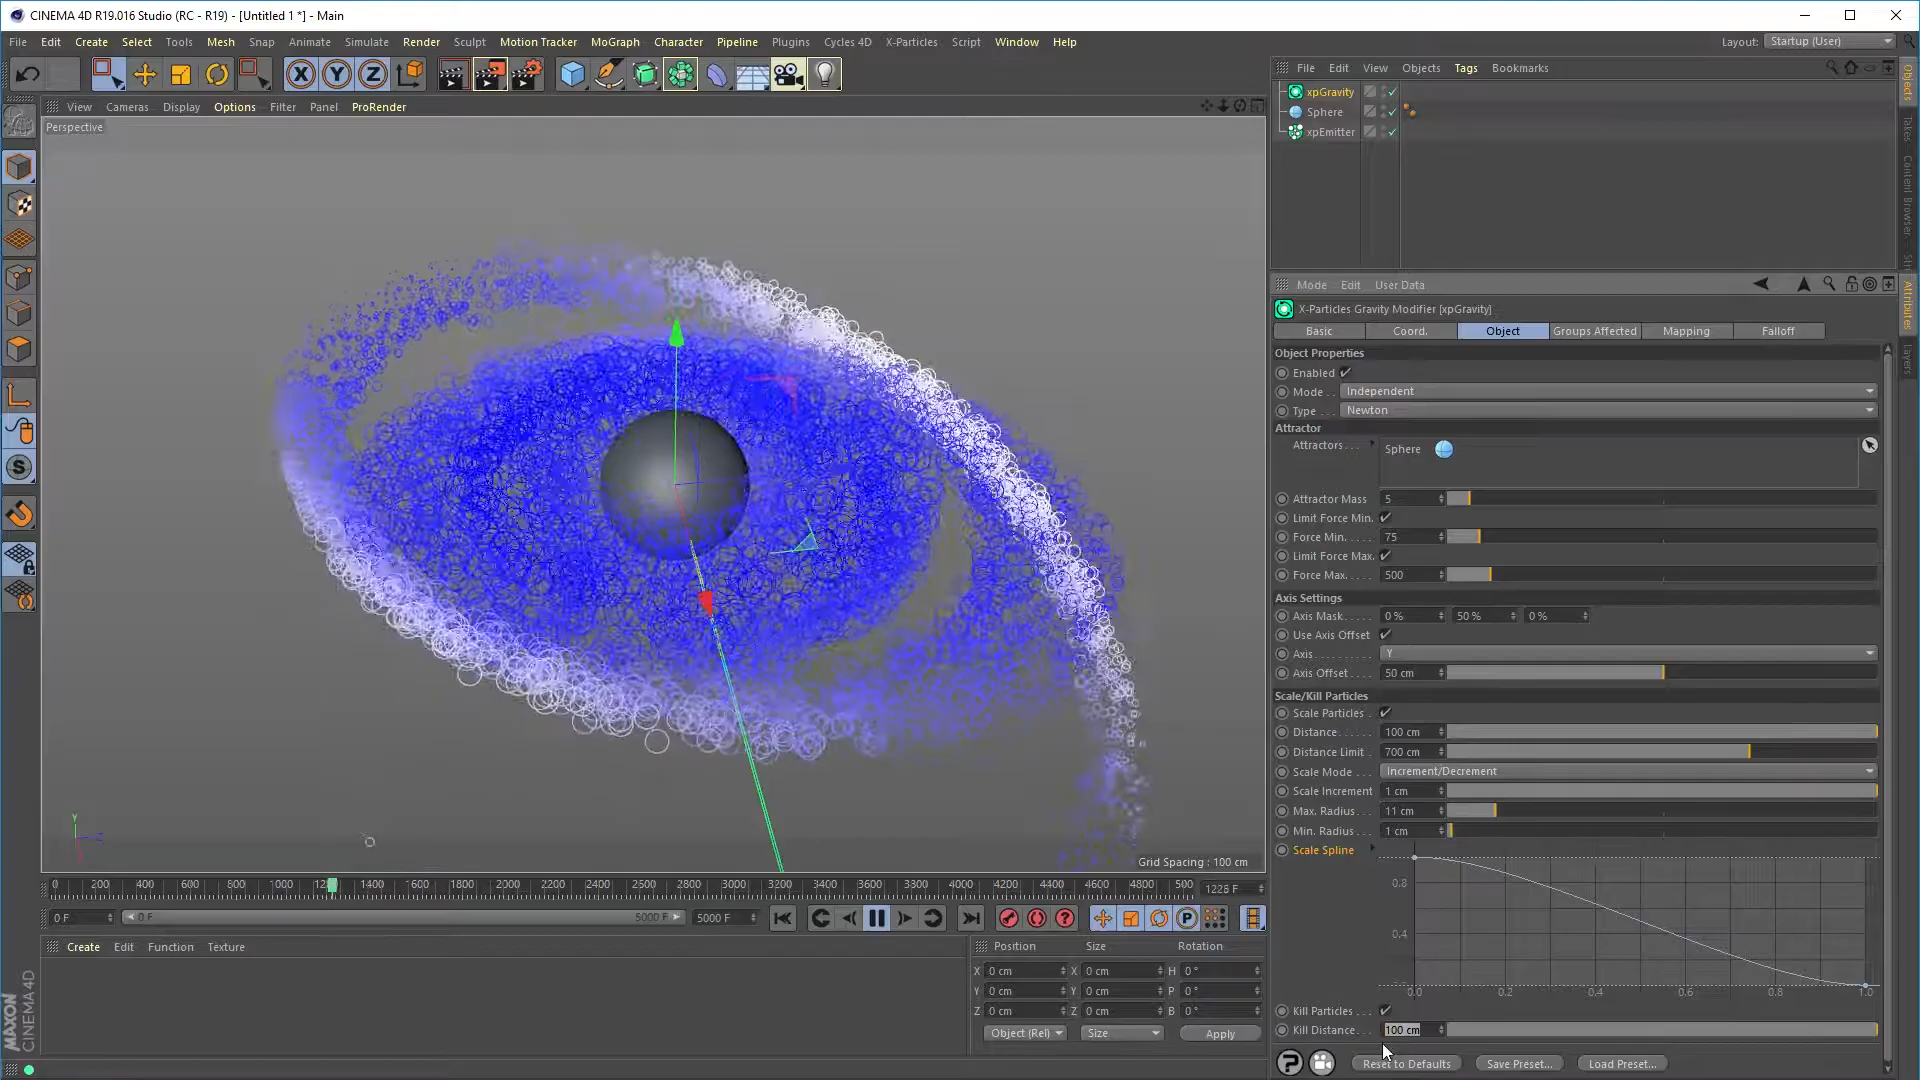 CINEMA 4D R19.016 Studio (RC - R19) - [Untitled 1 *] - Main
File Edit Create Select Tools Mesh Snap Animate Simulate Render Sculpt Motion Tracker MoGraph Character Pipeline Plugins Cycles 4D X-Particles Script Window Help
Layout: Startup (User)
View Cameras Display Options Filter Panel ProRender
Perspective
Grid Spacing : 100 cm
File Edit View Objects Tags Bookmarks
xpGravity
Sphere
xpEmitter
Objects
Takes
Content Browser
Attributes
Layers
Mode Edit User Data
X-Particles Gravity Modifier [xpGravity]
Basic Coord. Object Groups Affected Mapping Falloff
Object Properties
Enabled
Mode . . Independent
Type . . . Newton
Attractor
Attractors . . . Sphere
Attractor Mass 5
Limit Force Min.
Force Min. . . . . 75
Limit Force Max.
Force Max. . . . . 500
Axis Settings
Axis Mask. . . . . 0 % 50 % 0 %
Use Axis Offset
Axis . . . . . . . . . Y
Axis Offset . . . . 50 cm
Scale/Kill Particles
Scale Particles .
Distance . . . . . . 100 cm
Distance Limit . 700 cm
Scale Mode . . . Increment/Decrement
Scale Increment 1 cm
Max. Radius . . . 11 cm
Min. Radius . . . 1 cm
Scale Spline
0.8
0.4
0.0 0.2 0.4 0.6 0.8 1.0
Kill Particles . . .
Kill Distance . . . 100 cm
Reset to Defaults Save Preset... Load Preset...
0 200 400 600 800 1000 1400 1600 1800 2000 2200 2400 2600 2800 3000 3200 3400 3600 3800 4000 4200 4400 4600 4800 500
1228 F
0 F 0 F 5000 F 5000 F
Create Edit Function Texture
Position Size Rotation
X 0 cm X 0 cm H 0 °
Y 0 cm Y 0 cm P 0 °
Z 0 cm Z 0 cm B 0 °
Object (Rel) Size Apply
MAXON
CINEMA 4D